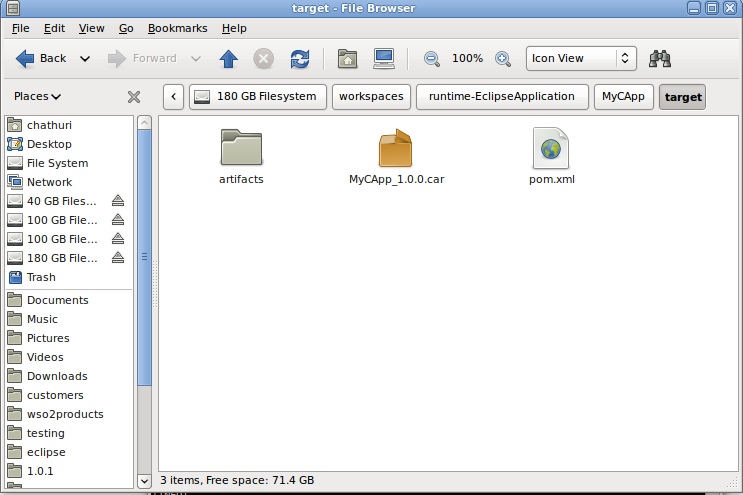 target - File Browser
File Edit View Go Bookmarks Help
Back Forward 100% Icon View
Places 180 GB Filesystem workspaces runtime-EclipseApplication MyCApp target
chathuri
Desktop
File System
Network
40 GB Files...
100 GB File...
100 GB File...
180 GB File...
Trash
Documents
Music
Pictures
Videos
Downloads
customers
wso2products
testing
eclipse
1.0.1
artifacts MyCApp_1.0.0.car pom.xml
3 items, Free space: 71.4 GB